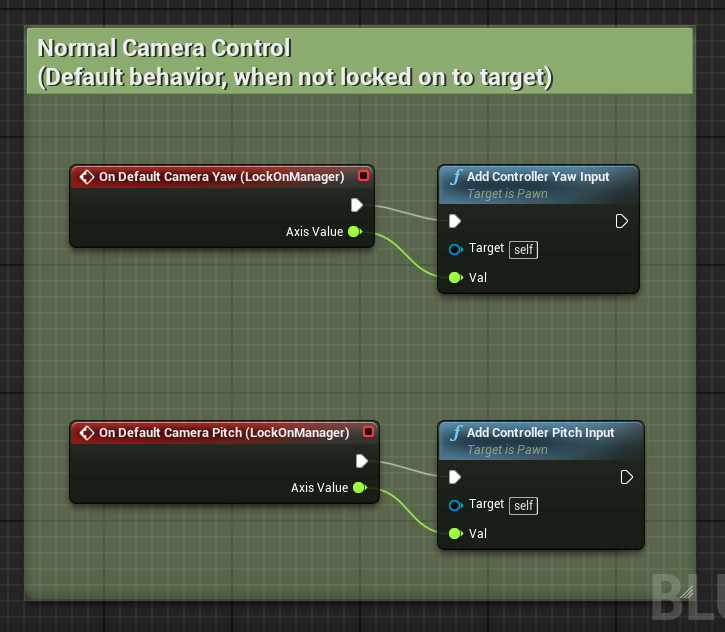 Normal Camera Control
(Default behavior, when not locked on to target)
On Default Camera Yaw (LockOnManager)
Axis Value
f Add Controller Yaw Input
Target is Pawn
Target self
Val
On Default Camera Pitch (LockOnManager)
Axis Value
f Add Controller Pitch Input
Target is Pawn
Target self
Val
BLU